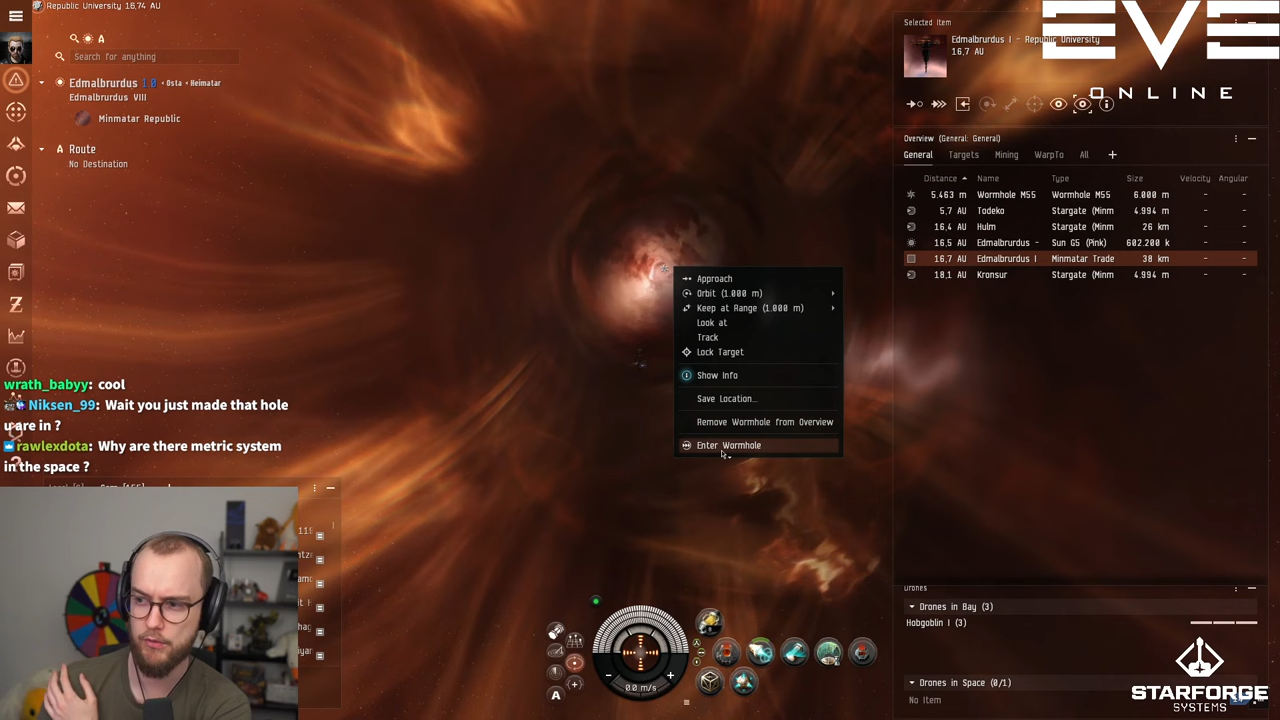 Republic University 16,74 AU
Search for anything
Edmalbrurdus 1.0 < Osta < Heimatar
Edmalbrurdus VIII
Minmatar Republic
Route
No Destination
Selected Item
Edmalbrurdus I - Republic University
16,7 AU
EVE
ONLINE
Overview (General: General)
General Targets Mining WarpTo All
Distance Name Type Size Velocity Angular
5.463 m Wormhole M55 Wormhole M55 6.000 m - -
5,7 AU Todeko Stargate (Minm 4.994 m - -
16,4 AU Hulm Stargate (Minm 26 km - -
16,5 AU Edmalbrurdus - Sun G5 (Pink) 602.200 k - -
16,7 AU Edmalbrurdus I Minmatar Trade 38 km - -
18,1 AU Kronsur Stargate (Minm 4.994 m - -
Approach
Orbit (1.000 m)
Keep at Range (1.000 m)
Look at
Track
Lock Target
Show Info
Save Location...
Remove Wormhole from Overview
Enter Wormhole
wrath_babyy: cool
Niksen_99: Wait you just made that hole
u are in ?
rawlexdota: Why are there metric system
in the space ?
0.0 m/s
A
Drones
Drones in Bay (3)
Hobgoblin I (3)
Drones in Space (0/1)
No Item
STARFORGE
SYSTEMS